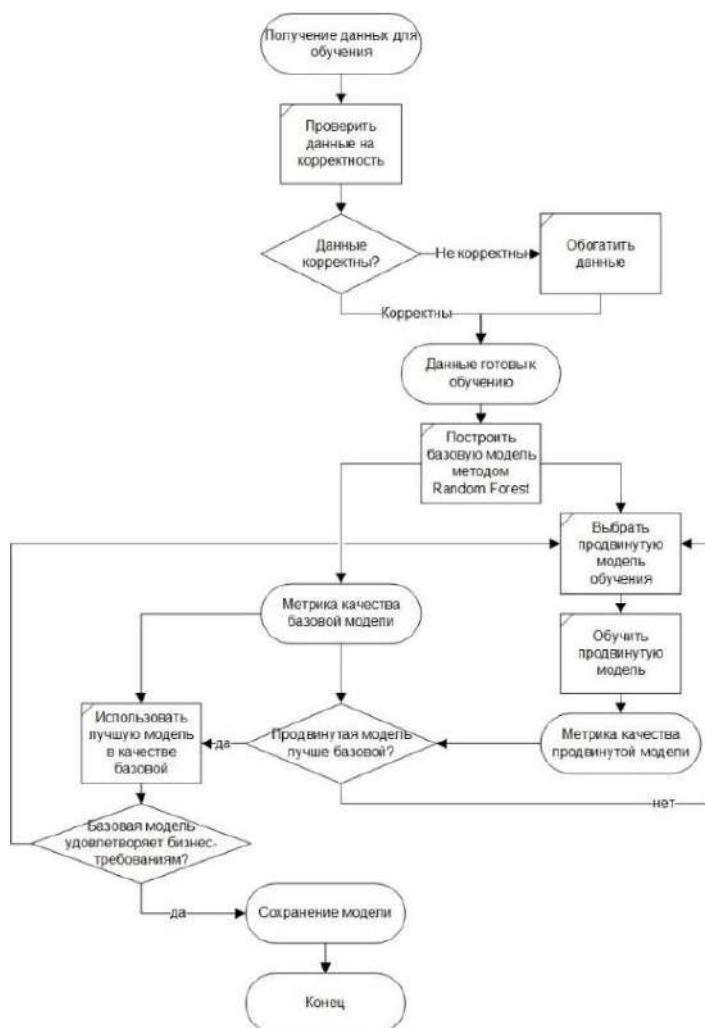 Получение данных для
обучения
Проверить
данные на
корректность
Данные
корректны?
Не корректны
Обогатить
данные
Корректны
Данные готовы к
обучению
Построить
базовую модель
методом
Random Forest
Выбрать
продвинутую
модель
обучения
Метрика качества
базовой модели
Обучить
продвинутую
модель
Использовать
лучшую модель
в качестве
базовой
да
Продвинутая модель
лучше базовой?
Метрика качества
продвинутой модели
нет
Базовая модель
удовлетворяет бизнес-
требованиям?
да
Сохранение модели
Конец